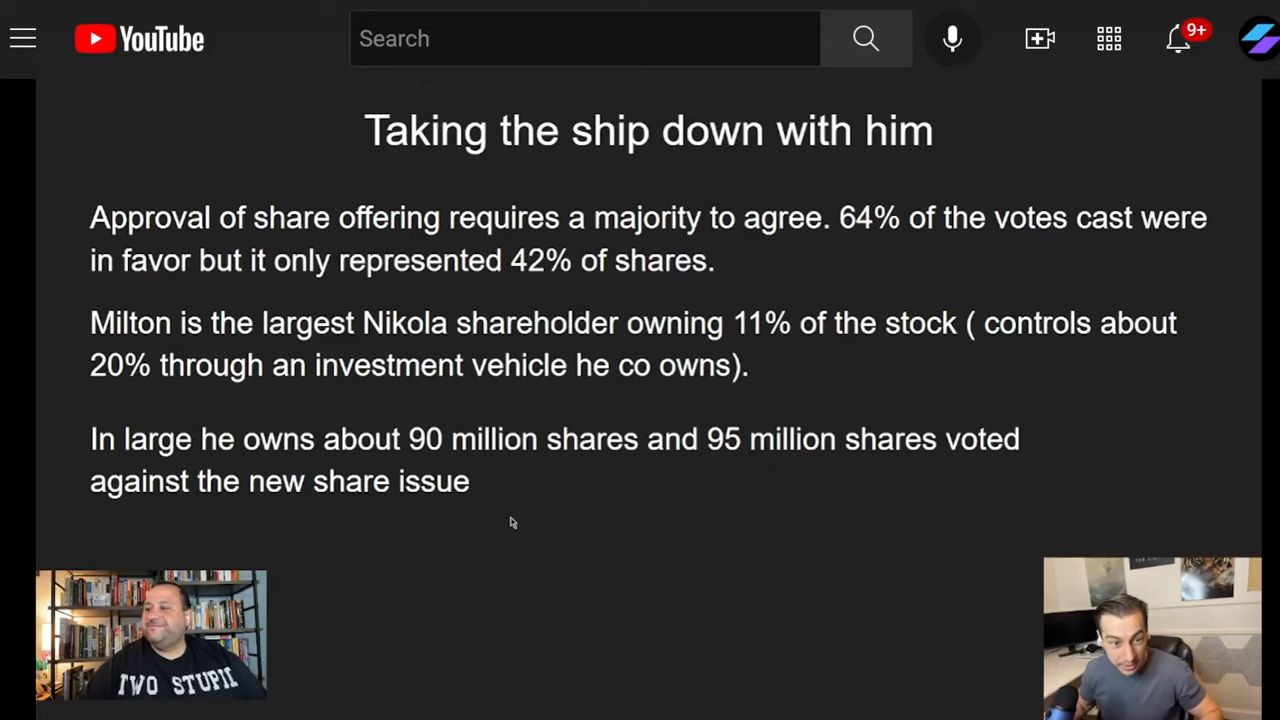 YouTube
Search
9+
Taking the ship down with him
Approval of share offering requires a majority to agree. 64% of the votes cast were
in favor but it only represented 42% of shares.
Milton is the largest Nikola shareholder owning 11% of the stock ( controls about
20% through an investment vehicle he co owns).
In large he owns about 90 million shares and 95 million shares voted
against the new share issue
TWO STUPII